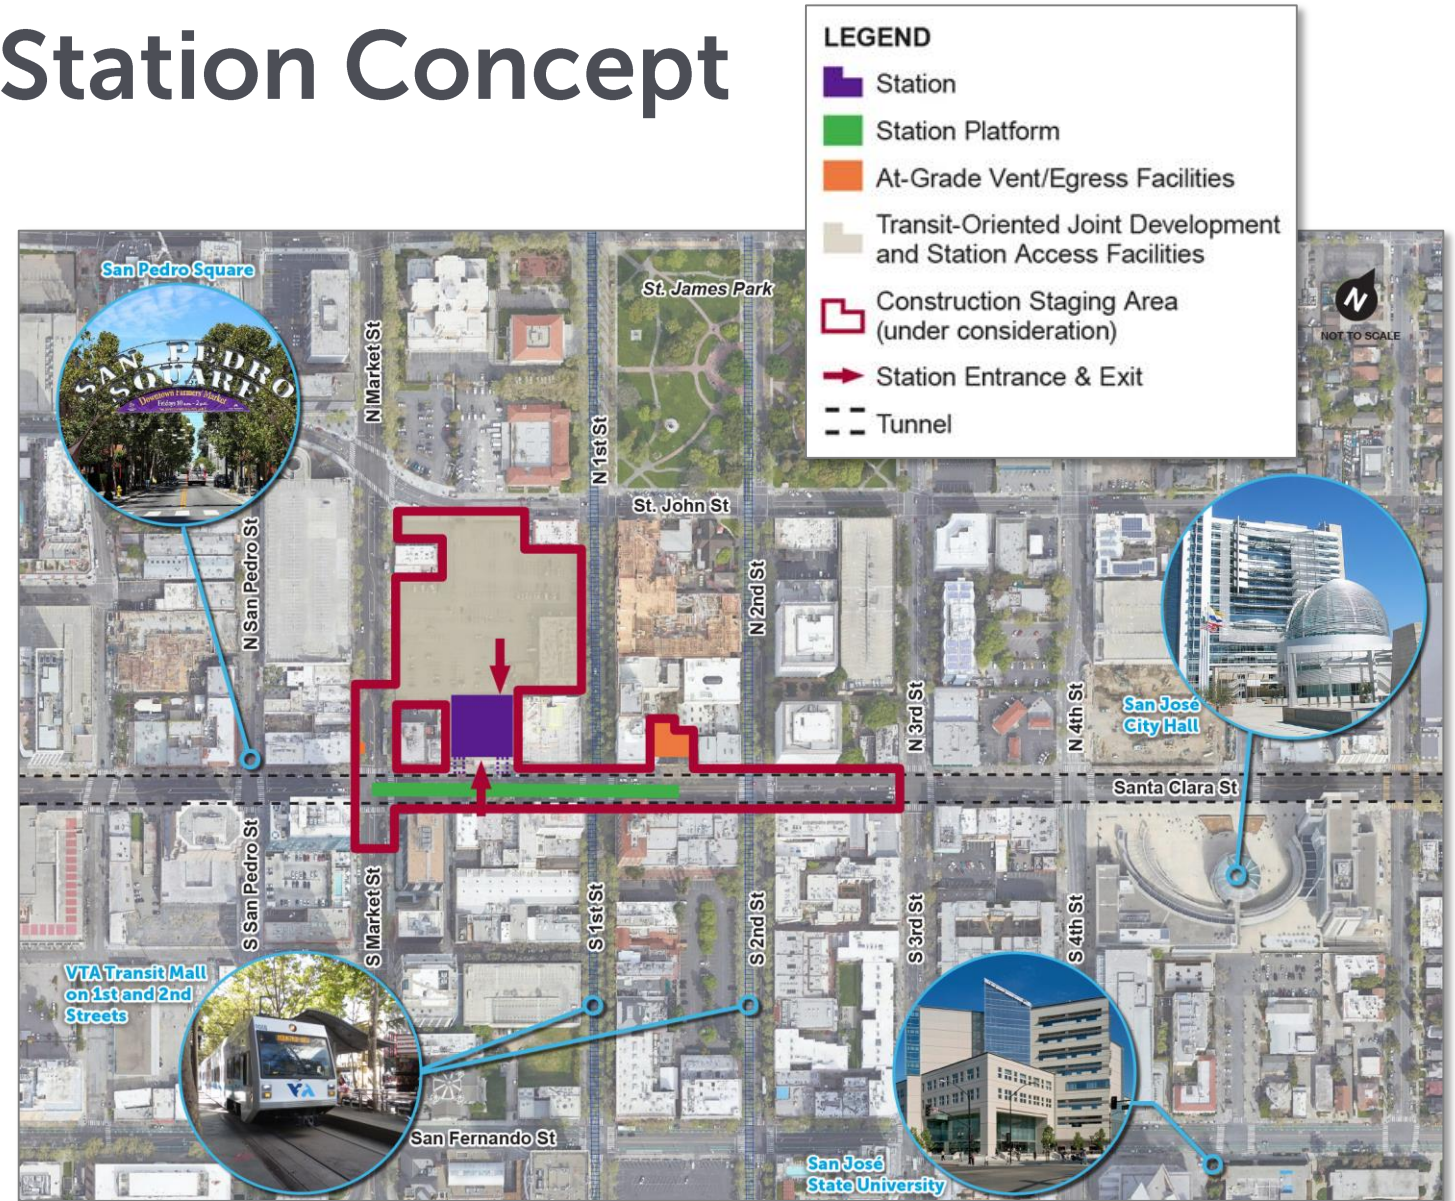 Station Concept
LEGEND
Station
Station Platform
At-Grade Vent/Egress Facilities
Transit-Oriented Joint Development
and Station Access Facilities
Construction Staging Area
(under consideration)
Station Entrance & Exit
Tunnel
San Pedro Square
St. James Park
N
NOT TO SCALE
SAN PEDRO
SQUARE
Downtown Farmers' Market
N Market St
N 1st St
St. John St
N San Pedro St
N 2nd St
N 3rd St
N 4th St
San José
City Hall
Santa Clara St
S San Pedro St
S Market St
S 1st St
S 2nd St
S 3rd St
S 4th St
VTA Transit Mall
on 1st and 2nd
Streets
VTA
San Fernando St
San José
State University